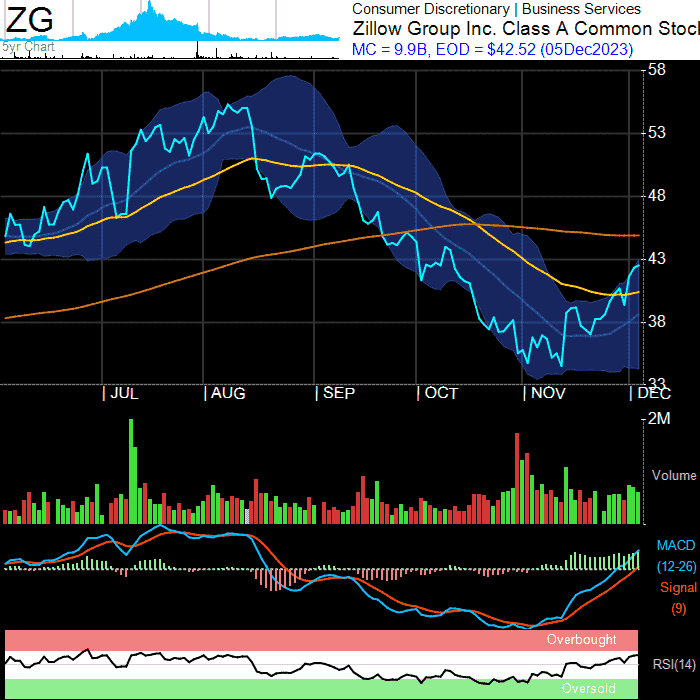 ZG
5yr Chart
Consumer Discretionary | Business Services
Zillow Group Inc. Class A Common Stoc
MC = 9.9B, EOD = $42.52 (05Dec2023)
58
53
48
43
38
33
JUL AUG SEP OCT NOV DEC
2M
Volume
MACD
(12-26)
Signal
(9)
Overbought
RSI(14)
Oversold